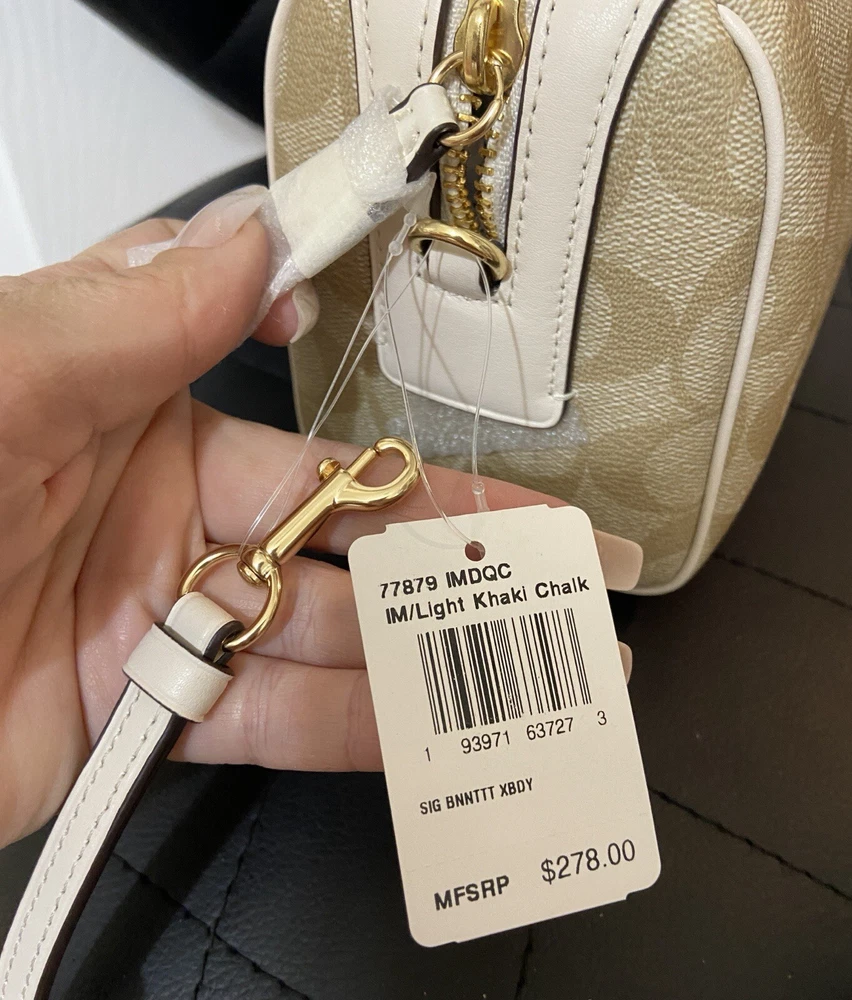 77879 IMDQC
IM/Light Khaki Chalk
1 93971 63727 3
SIG BNNTTT XBDY
MFSRP $278.00